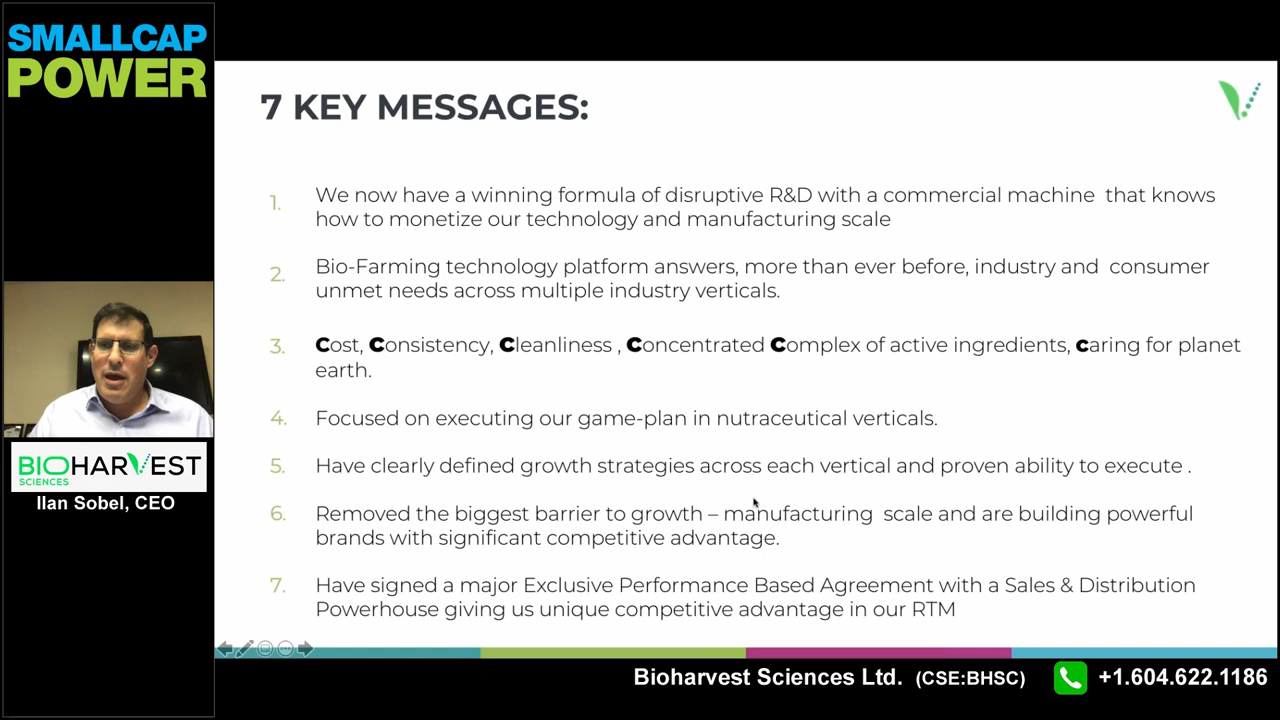 SMALLCAP
POWER
7 KEY MESSAGES:
1. We now have a winning formula of disruptive R&D with a commercial machine that knows
how to monetize our technology and manufacturing scale
2. Bio-Farming technology platform answers, more than ever before, industry and consumer
unmet needs across multiple industry verticals.
3. Cost, Consistency, Cleanliness , Concentrated Complex of active ingredients, caring for planet
earth.
4. Focused on executing our game-plan in nutraceutical verticals.
5. Have clearly defined growth strategies across each vertical and proven ability to execute .
6. Removed the biggest barrier to growth – manufacturing scale and are building powerful
brands with significant competitive advantage.
7. Have signed a major Exclusive Performance Based Agreement with a Sales & Distribution
Powerhouse giving us unique competitive advantage in our RTM
BIOHARVEST
SCIENCES
Ilan Sobel, CEO
Bioharvest Sciences Ltd. (CSE:BHSC) +1.604.622.1186